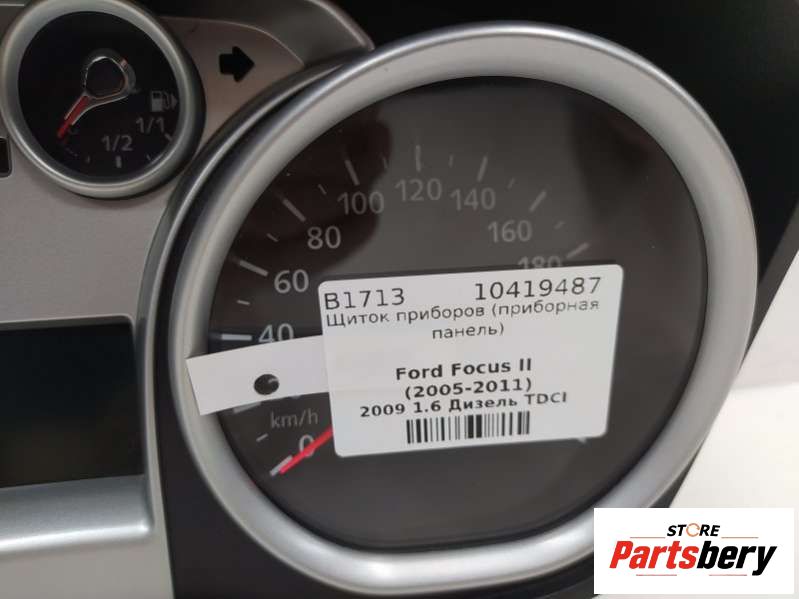 1/2
1/1
100
120
140
80
160
60
180
40
km/h
0
B1713 10419487
Щиток приборов (приборная
панель)
Ford Focus II
(2005-2011)
2009 1.6 Дизель TDCI
STORE
Partsbery